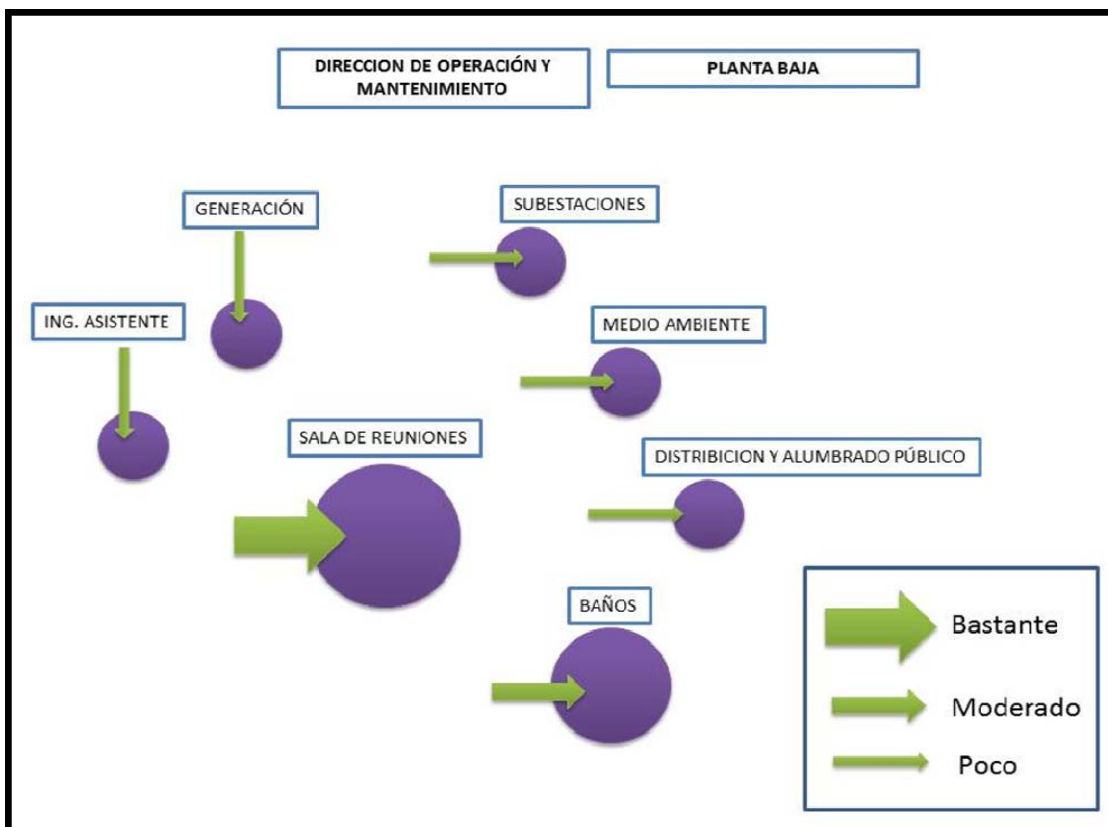 DIRECCION DE OPERACIÓN Y
MANTENIMIENTO
PLANTA BAJA
GENERACIÓN
SUBESTACIONES
ING. ASISTENTE
MEDIO AMBIENTE
SALA DE REUNIONES
DISTRIBICION Y ALUMBRADO PÚBLICO
BAÑOS
Bastante
Moderado
Poco